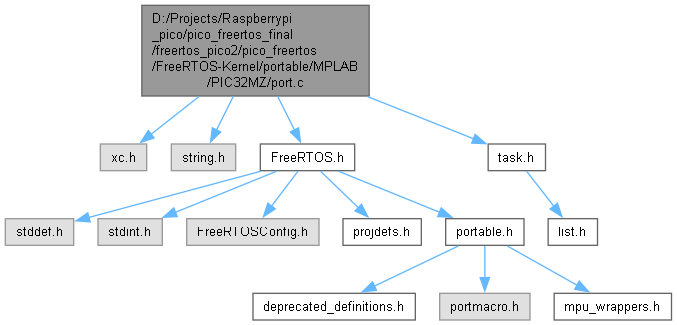 D:/Projects/Raspberrypi
_pico/pico_freertos_final
/freertos_pico2/pico_freertos
/FreeRTOS-Kernel/portable/MPLAB
/PIC32MZ/port.c
xc.h
string.h
FreeRTOS.h
task.h
stddef.h
stdint.h
FreeRTOSConfig.h
projdefs.h
portable.h
list.h
deprecated_definitions.h
portmacro.h
mpu_wrappers.h